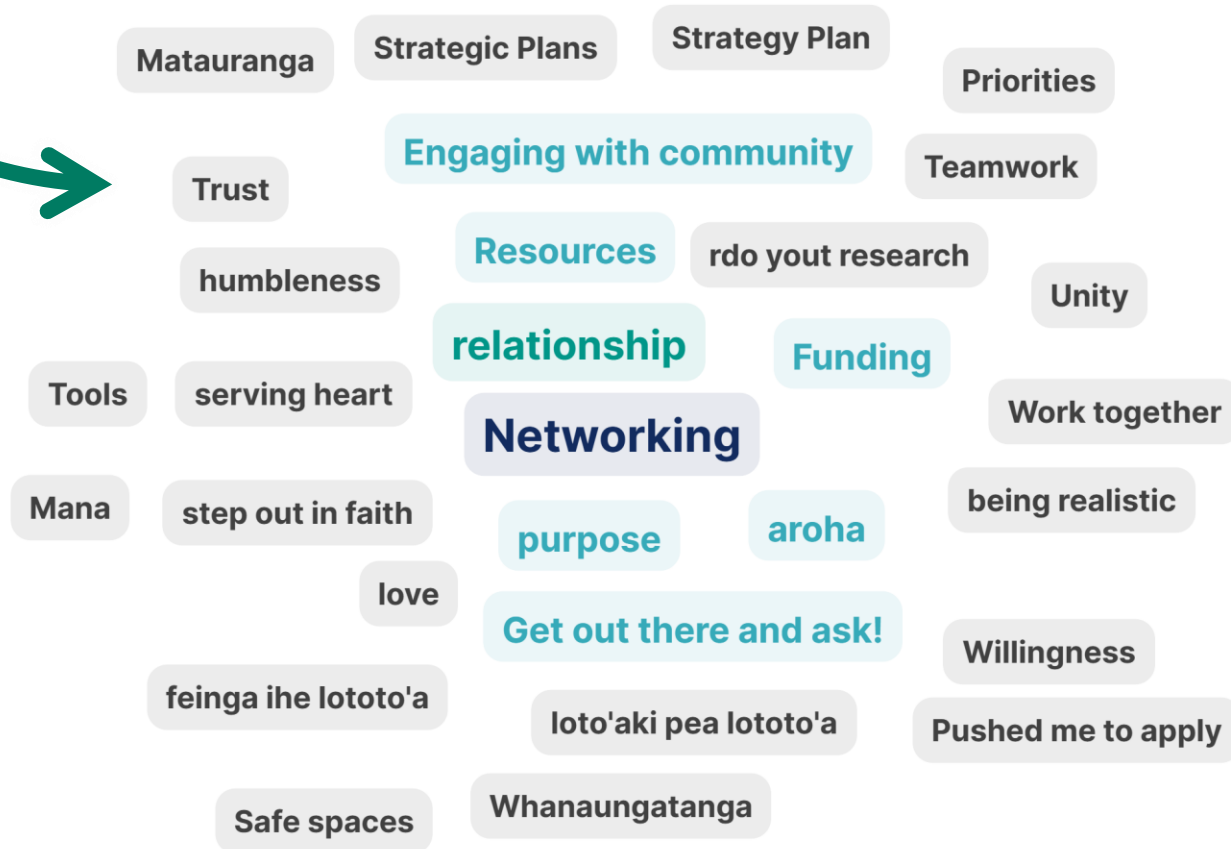 Matauranga
Strategic Plans
Strategy Plan
Priorities
Engaging with community
Teamwork
Trust
Resources
rdo yout research
humbleness
Unity
relationship
Funding
Tools
serving heart
Work together
Networking
Mana
step out in faith
being realistic
purpose
aroha
love
Get out there and ask!
Willingness
feinga ihe lototo'a
loto'aki pea lototo'a
Pushed me to apply
Safe spaces
Whanaungatanga